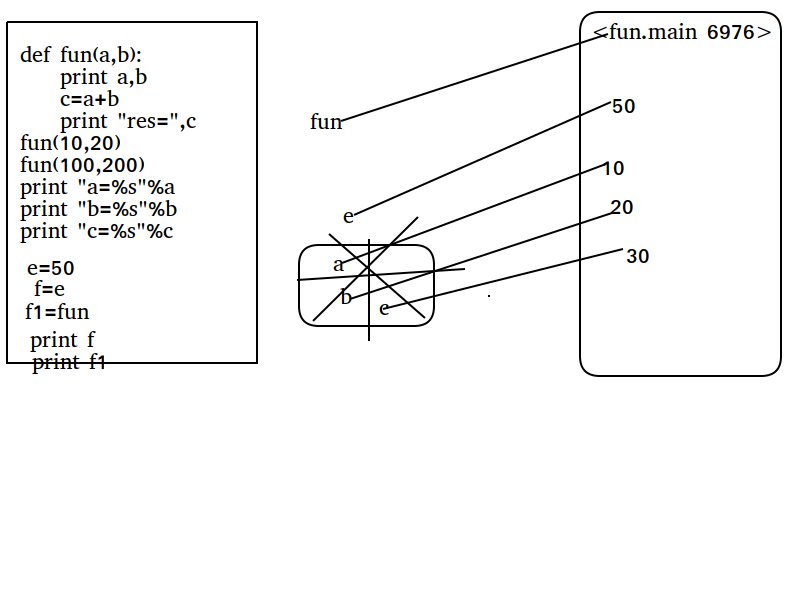 def fun(a,b):
print a,b
c=a+b
print "res=",c
fun(10,20)
fun(100,200)
print "a=%s"%a
print "b=%s"%b
print "c=%s"%c
e=50
f=e
f1=fun
print f
print f1
fun
e
a
b
c
<fun.main 6976>
50
10
20
30